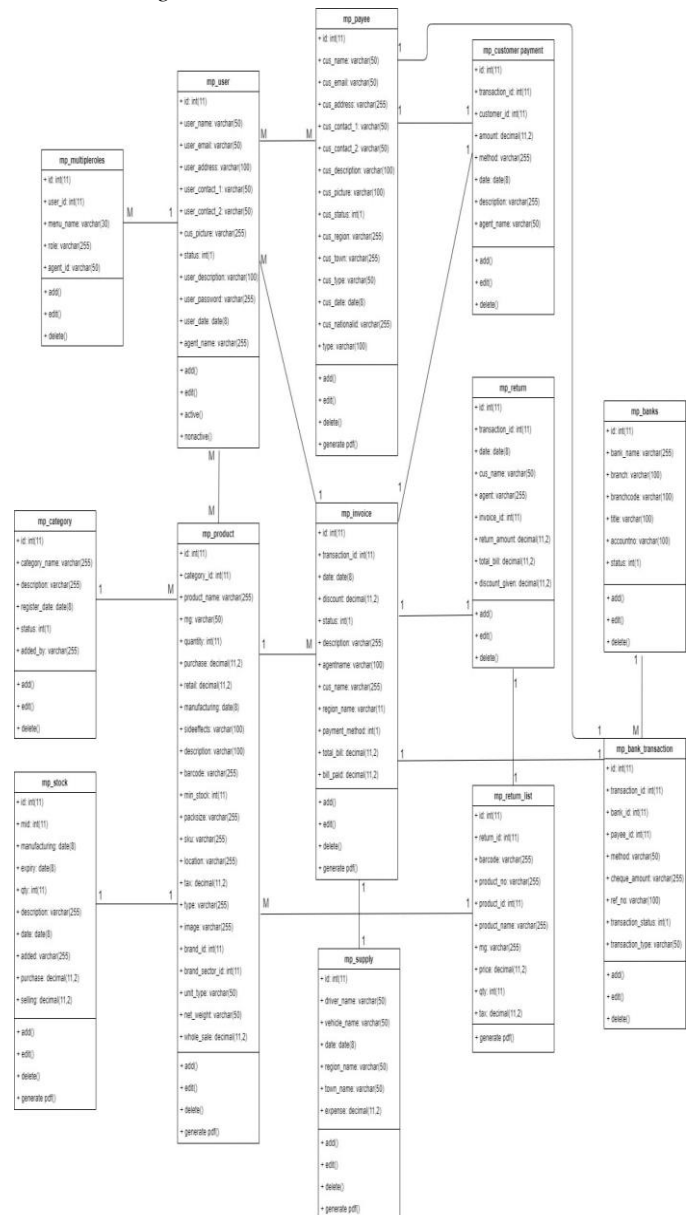 mp_payee
+ id: int(11)
+ cus_name: varchar(50)
+ cus_email: varchar(50)
+ cus_address: varchar(255)
+ cus_contact_1: varchar(50)
+ cus_contact_2: varchar(50)
+ cus_description: varchar(100)
+ cus_picture: varchar(100)
+ cus_status: int(1)
+ cus_region: varchar(255)
+ cus_town: varchar(255)
+ cus_type: varchar(50)
+ cus_date: date(8)
+ cus_nationalid: varchar(255)
+ type: varchar(100)
+ add()
+ edit()
+ delete()
+ generate pdf()
mp_customer payment
+ id: int(11)
+ transaction_id: int(11)
+ customer_id: int(11)
+ amount: decimal(11,2)
+ method: varchar(255)
+ date: date(8)
+ description: varchar(255)
+ agent_name: varchar(50)
+ add()
+ edit()
+ delete()
mp_user
+ id: int(11)
+ user_name: varchar(50)
+ user_email: varchar(50)
+ user_address: varchar(100)
+ user_contact_1: varchar(50)
+ user_contact_2: varchar(50)
+ cus_picture: varchar(255)
+ status: int(1)
+ user_description: varchar(100)
+ user_password: varchar(255)
+ user_date: date(8)
+ agent_name: varchar(255)
+ add()
+ edit()
+ active()
+ nonactive()
mp_multipleroles
+ id: int(11)
+ user_id: int(11)
+ menu_name: varchar(30)
+ role: varchar(255)
+ agent_id: varchar(50)
+ add()
+ edit()
+ delete()
M 1
M M
1 1
1
1
M
1
1
M
M
mp_return
+ id: int(11)
+ transaction_id: int(11)
+ date: date(8)
+ cus_name: varchar(50)
+ agent: varchar(255)
+ invoice_id: int(11)
+ return_amount: decimal(11,2)
+ total_bill: decimal(11,2)
+ discount_given: decimal(11,2)
+ add()
+ edit()
+ delete()
mp_banks
+ id: int(11)
+ bank_name: varchar(255)
+ branch: varchar(100)
+ branchcode: varchar(100)
+ title: varchar(100)
+ accountno: varchar(100)
+ status: int(1)
+ add()
+ edit()
+ delete()
mp_category
+ id: int(11)
+ category_name: varchar(255)
+ description: varchar(255)
+ register_date: date(8)
+ status: int(1)
+ added_by: varchar(255)
+ add()
+ edit()
+ delete()
1 M
mp_product
+ id: int(11)
+ category_id: int(11)
+ product_name: varchar(255)
+ mg: varchar(50)
+ quantity: int(11)
+ purchase: decimal(11,2)
+ retail: decimal(11,2)
+ manufacturing: date(8)
+ sideeffects: varchar(100)
+ description: varchar(100)
+ barcode: varchar(255)
+ min_stock: int(11)
+ packsize: varchar(255)
+ sku: varchar(255)
+ location: varchar(255)
+ tax: decimal(11,2)
+ type: varchar(255)
+ image: varchar(255)
+ brand_id: int(11)
+ brand_sector_id: int(11)
+ unit_type: varchar(50)
+ net_weight: varchar(50)
+ whole_sale: decimal(11,2)
+ add()
+ edit()
+ delete()
+ generate pdf()
1 M
mp_invoice
+ id: int(11)
+ transaction_id: int(11)
+ date: date(8)
+ discount: decimal(11,2)
+ status: int(1)
+ description: varchar(255)
+ agentname: varchar(100)
+ cus_name: varchar(255)
+ region_name: varchar(11)
+ payment_method: int(1)
+ total_bill: decimal(11,2)
+ bill_paid: decimal(11,2)
+ add()
+ edit()
+ delete()
+ generate pdf()
1 1
1
1
1
M
1
1 1
mp_bank_transaction
+ id: int(11)
+ transaction_id: int(11)
+ bank_id: int(11)
+ payee_id: int(11)
+ method: varchar(50)
+ cheque_amount: varchar(255)
+ ref_no: varchar(100)
+ transaction_status: int(1)
+ transaction_type: varchar(50)
+ add()
+ edit()
+ delete()
mp_stock
+ id: int(11)
+ mid: int(11)
+ manufacturing: date(8)
+ expiry: date(8)
+ qty: int(11)
+ description: varchar(255)
+ date: date(8)
+ added: varchar(255)
+ purchase: decimal(11,2)
+ selling: decimal(11,2)
+ add()
+ edit()
+ delete()
+ generate pdf()
1 1
mp_return_list
+ id: int(11)
+ return_id: int(11)
+ barcode: varchar(255)
+ product_no: varchar(255)
+ product_id: int(11)
+ product_name: varchar(255)
+ mg: varchar(255)
+ price: decimal(11,2)
+ qty: int(11)
+ tax: decimal(11,2)
+ generate pdf()
M 1
1
1
mp_supply
+ id: int(11)
+ driver_name: varchar(50)
+ vehicle_name: varchar(50)
+ date: date(8)
+ region_name: varchar(50)
+ town_name: varchar(50)
+ expense: decimal(11,2)
+ add()
+ edit()
+ delete()
+ generate pdf()